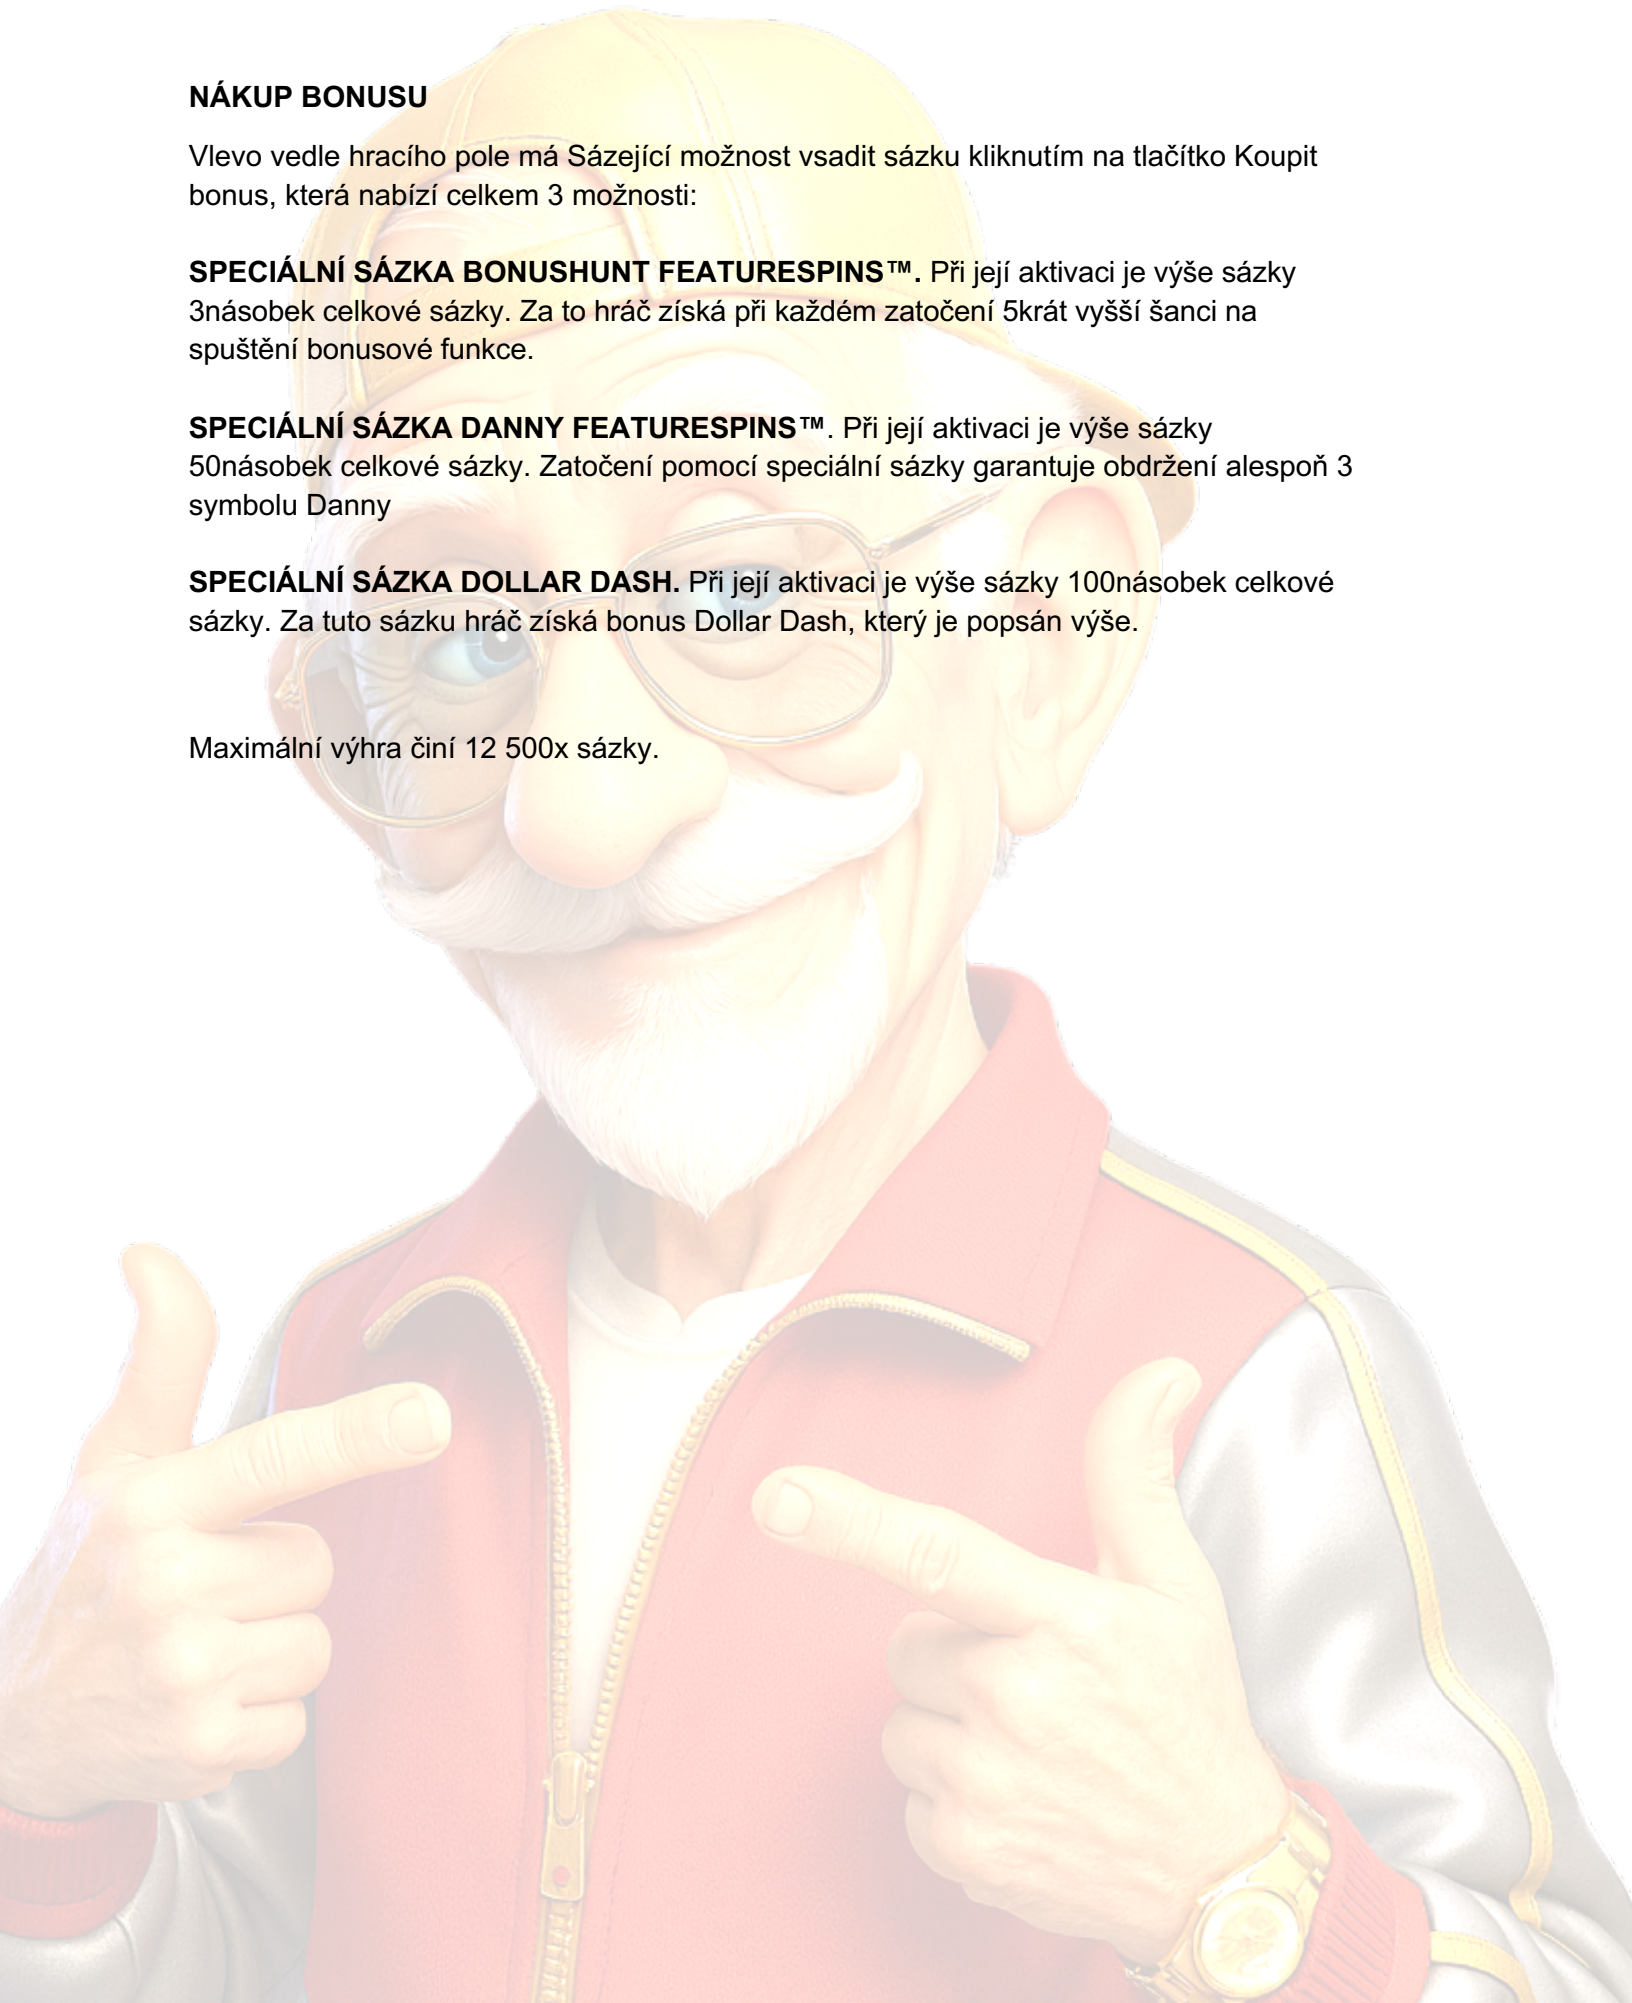 NÁKUP BONUSU
Vlevo vedle hracího pole má Sázející možnost vsadit sázku kliknutím na tlačítko Koupit
bonus, která nabízí celkem 3 možnosti:
SPECIÁLNÍ SÁZKA BONUSHUNT FEATURESPINS™. Při její aktivaci je výše sázky
3násobek celkové sázky. Za to hráč získá při každém zatočení 5krát vyšší šanci na
spuštění bonusové funkce.
SPECIÁLNÍ SÁZKA DANNY FEATURESPINS™. Při její aktivaci je výše sázky
50násobek celkové sázky. Zatočení pomocí speciální sázky garantuje obdržení alespoň 3
symbolu Danny
SPECIÁLNÍ SÁZKA DOLLAR DASH. Při její aktivaci je výše sázky 100násobek celkové
sázky. Za tuto sázku hráč získá bonus Dollar Dash, který je popsán výše.
Maximální výhra činí 12 500x sázky.